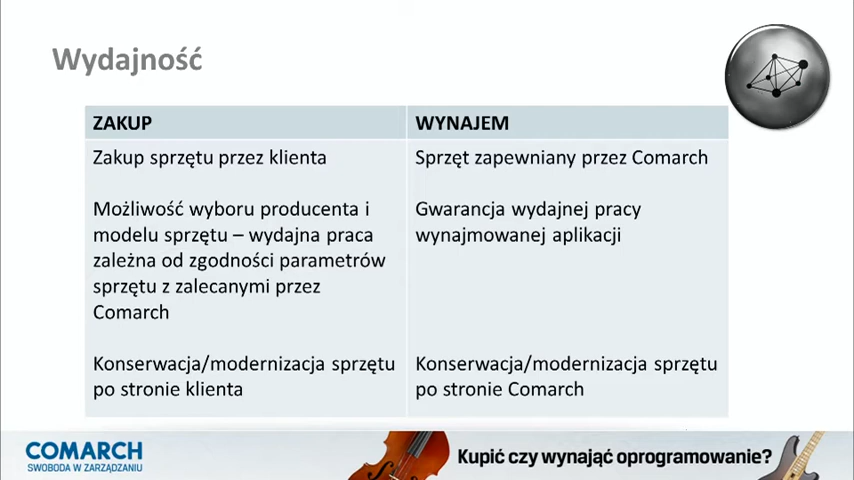 Wydajność
ZAKUP
WYNAJEM
Zakup sprzętu przez klienta
Sprzęt zapewniany przez Comarch
Możliwość wyboru producenta i
modelu sprzętu – wydajna praca
zależna od zgodności parametrów
sprzętu z zalecanymi przez
Comarch
Gwarancja wydajnej pracy
wynajmowanej aplikacji
Konserwacja/modernizacja sprzętu
po stronie klienta
Konserwacja/modernizacja sprzętu
po stronie Comarch
COMARCH
SWOBODA W ZARZĄDZANIU
Kupić czy wynająć oprogramowanie?